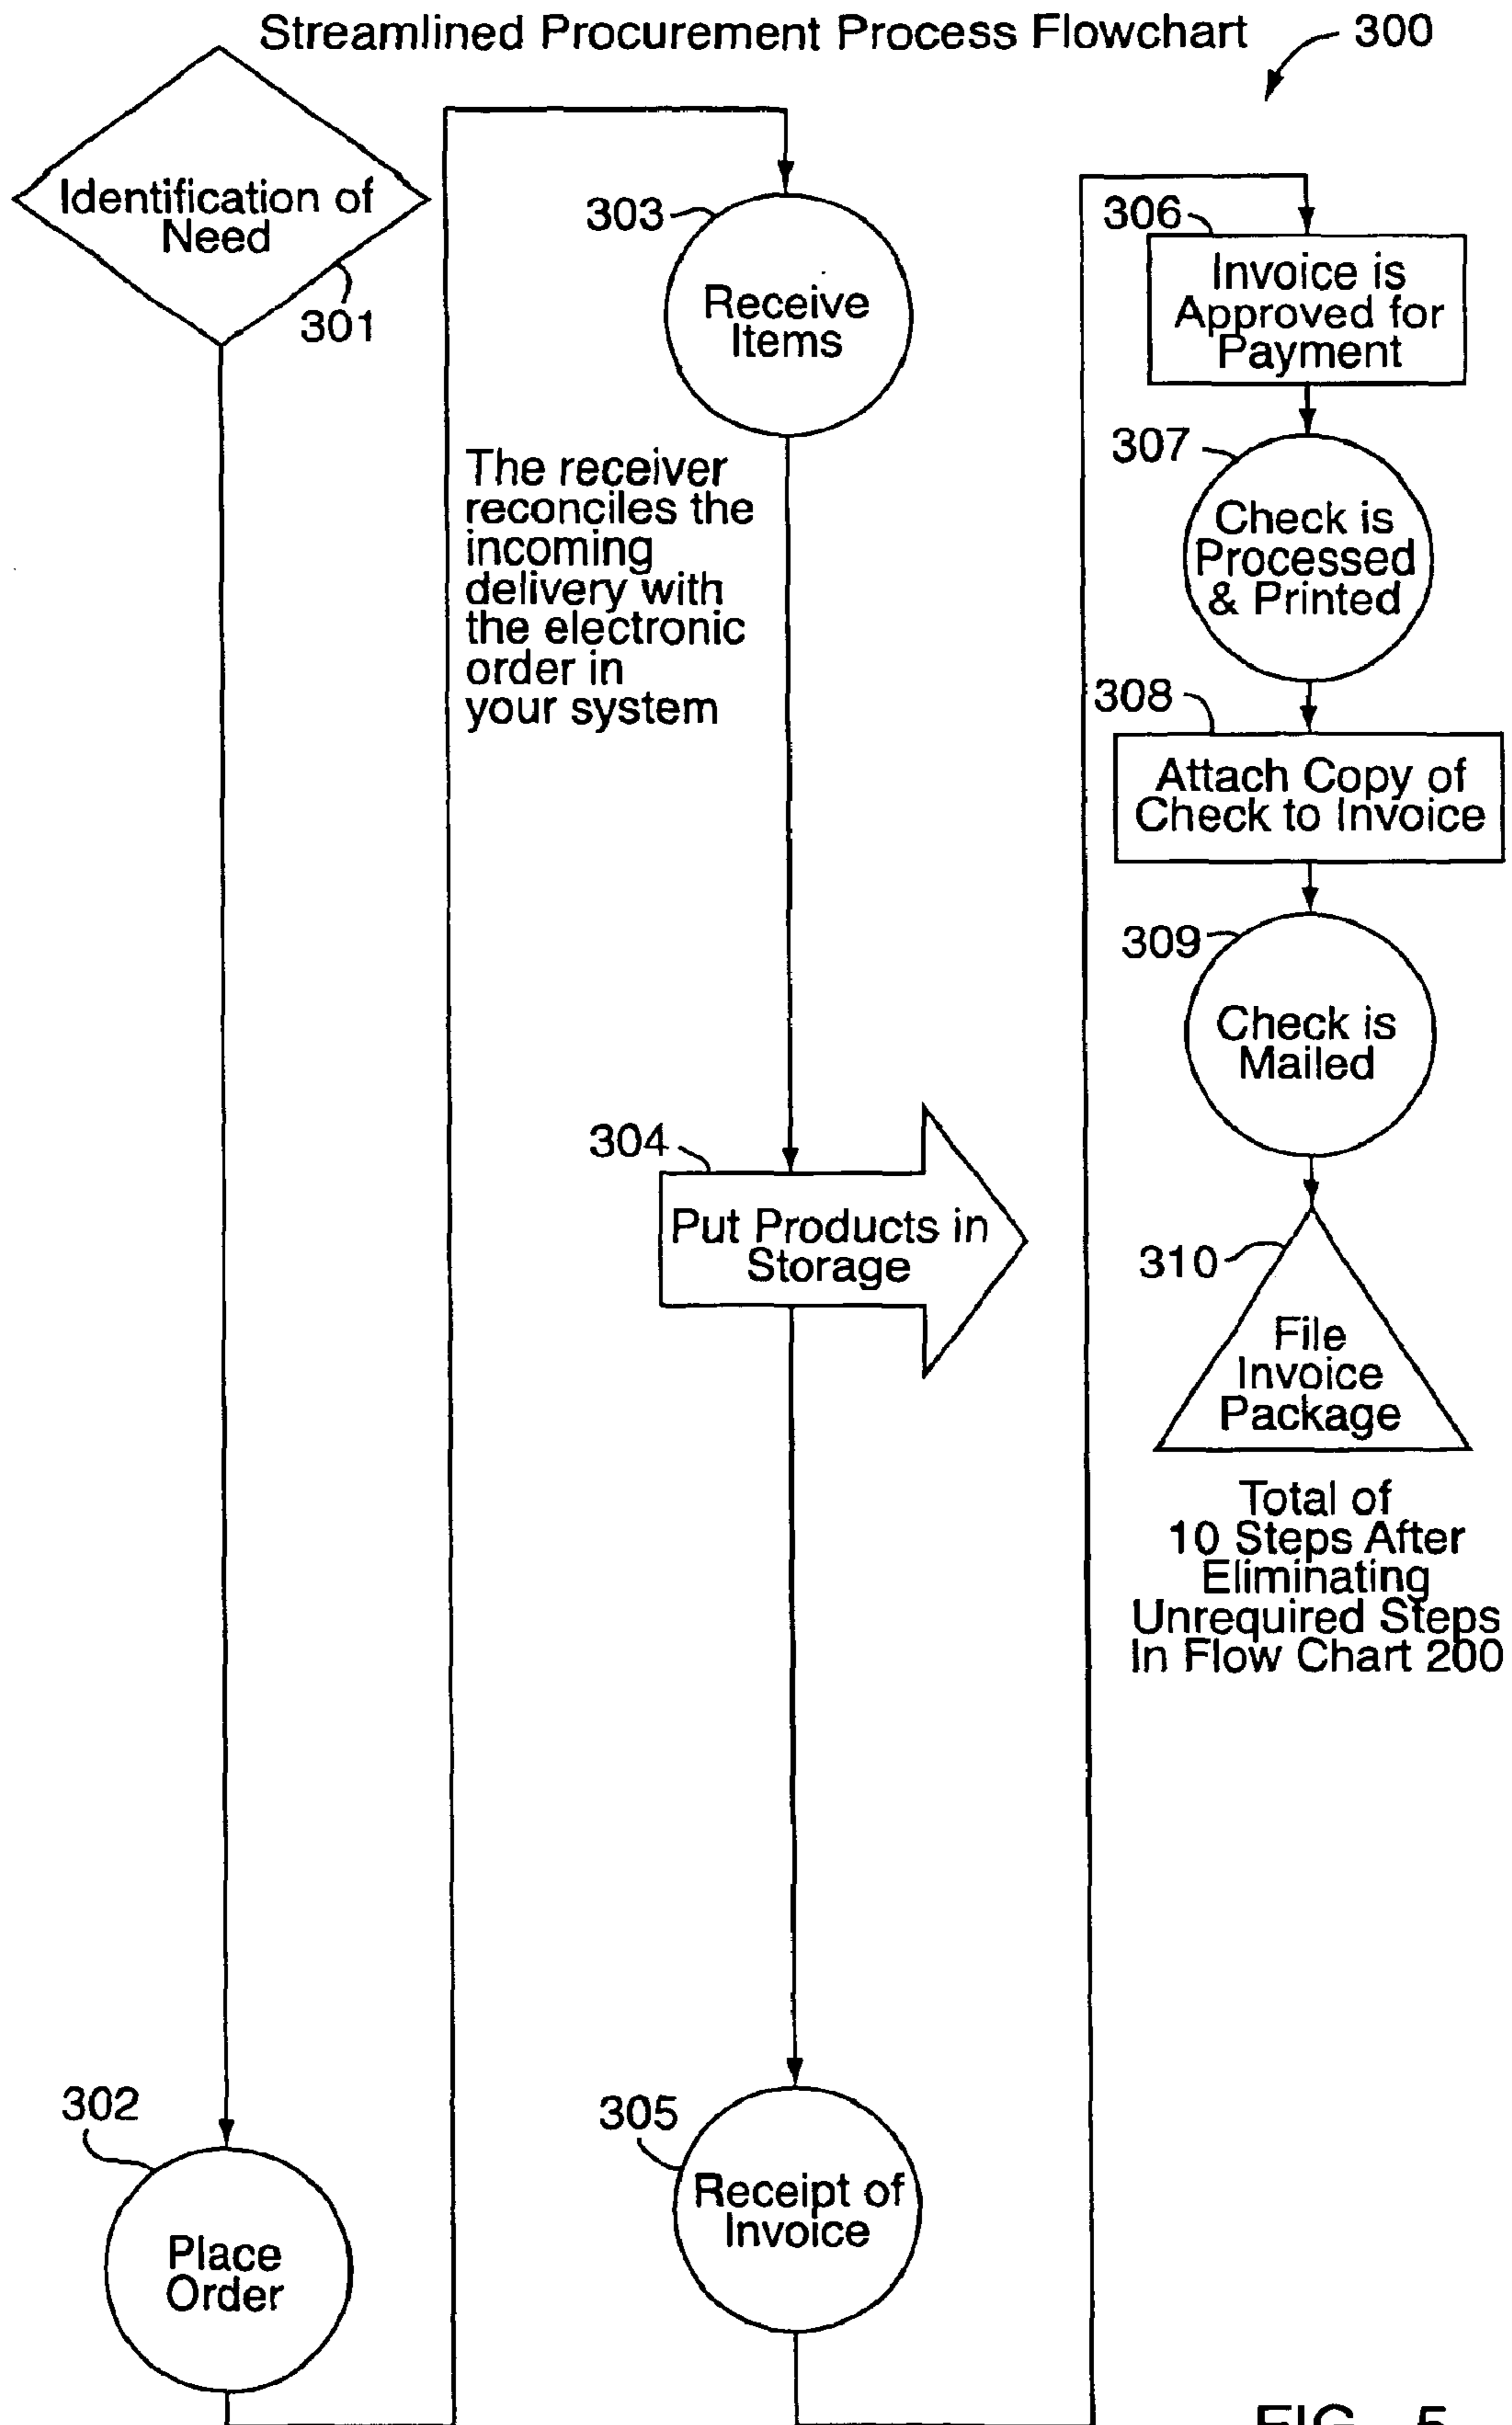 Streamlined Procurement Process Flowchart
300
Identification of
Need
301
302
Place
Order
303
Receive
Items
The receiver
reconciles the
incoming
delivery with
the electronic
order in
your system
304
Put Products in
Storage
305
Receipt of
Invoice
306
Invoice is
Approved for
Payment
307
Check is
Processed
& Printed
308
Attach Copy of
Check to Invoice
309
Check is
Mailed
310
File
Invoice
Package
Total of
10 Steps After
Eliminating
Unrequired Steps
In Flow Chart 200
FIG. 5